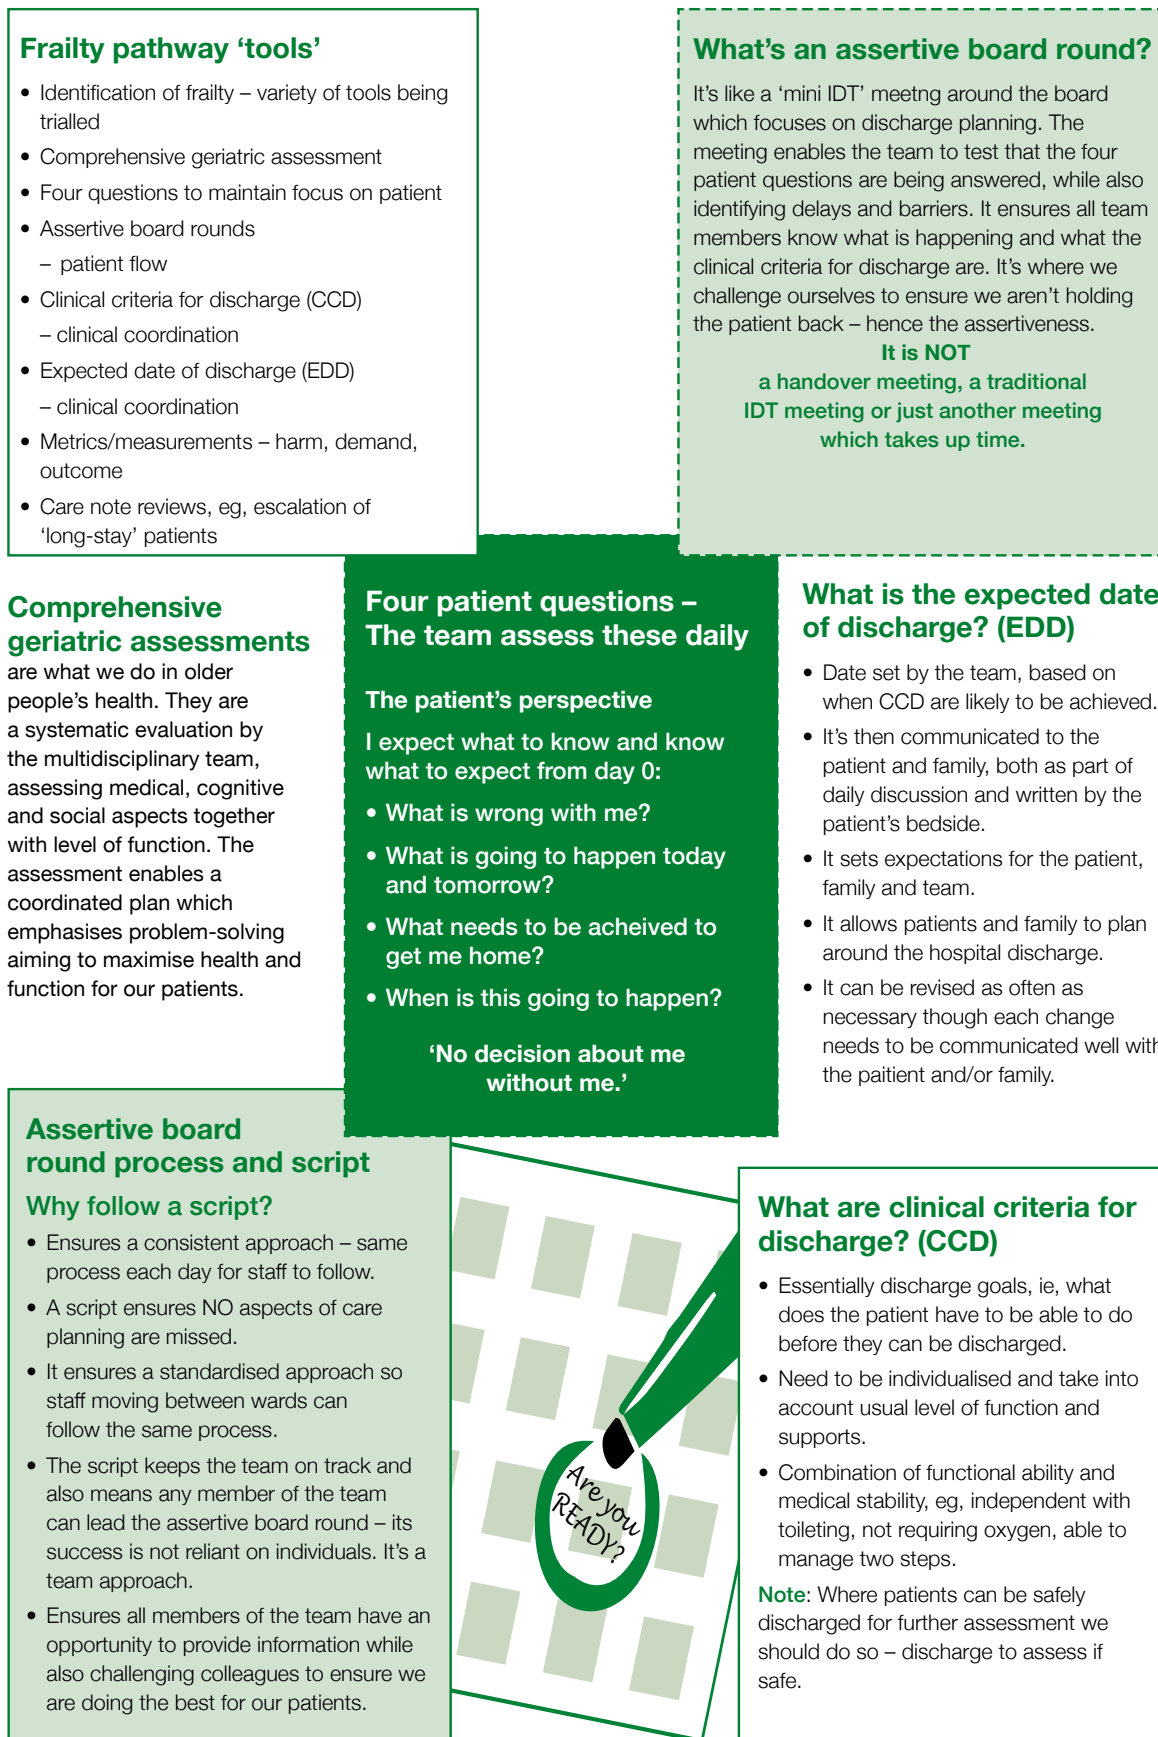 Frailty pathway ‘tools’
• Identification of frailty – variety of tools being
trialled
• Comprehensive geriatric assessment
• Four questions to maintain focus on patient
• Assertive board rounds
– patient flow
• Clinical criteria for discharge (CCD)
– clinical coordination
• Expected date of discharge (EDD)
– clinical coordination
• Metrics/measurements – harm, demand,
outcome
• Care note reviews, eg, escalation of
‘long-stay’ patients
What’s an assertive board round?
It’s like a ‘mini IDT’ meetng around the board
which focuses on discharge planning. The
meeting enables the team to test that the four
patient questions are being answered, while also
identifying delays and barriers. It ensures all team
members know what is happening and what the
clinical criteria for discharge are. It’s where we
challenge ourselves to ensure we aren’t holding
the patient back – hence the assertiveness.
It is NOT
a handover meeting, a traditional
IDT meeting or just another meeting
which takes up time.
Comprehensive
geriatric assessments
are what we do in older
people’s health. They are
a systematic evaluation by
the multidisciplinary team,
assessing medical, cognitive
and social aspects together
with level of function. The
assessment enables a
coordinated plan which
emphasises problem-solving
aiming to maximise health and
function for our patients.
Four patient questions –
The team assess these daily
The patient’s perspective
I expect what to know and know
what to expect from day 0:
• What is wrong with me?
• What is going to happen today
and tomorrow?
• What needs to be acheived to
get me home?
• When is this going to happen?
‘No decision about me
without me.’
What is the expected date
of discharge? (EDD)
• Date set by the team, based on
when CCD are likely to be achieved.
• It’s then communicated to the
patient and family, both as part of
daily discussion and written by the
patient’s bedside.
• It sets expectations for the patient,
family and team.
• It allows patients and family to plan
around the hospital discharge.
• It can be revised as often as
necessary though each change
needs to be communicated well with
the paitient and/or family.
Assertive board
round process and script
Why follow a script?
• Ensures a consistent approach – same
process each day for staff to follow.
• A script ensures NO aspects of care
planning are missed.
• It ensures a standardised approach so
staff moving between wards can
follow the same process.
• The script keeps the team on track and
also means any member of the team
can lead the assertive board round – its
success is not reliant on individuals. It’s a
team approach.
• Ensures all members of the team have an
opportunity to provide information while
also challenging colleagues to ensure we
are doing the best for our patients.
Are you
READY?
What are clinical criteria for
discharge? (CCD)
• Essentially discharge goals, ie, what
does the patient have to be able to do
before they can be discharged.
• Need to be individualised and take into
account usual level of function and
supports.
• Combination of functional ability and
medical stability, eg, independent with
toileting, not requiring oxygen, able to
manage two steps.
Note: Where patients can be safely
discharged for further assessment we
should do so – discharge to assess if
safe.